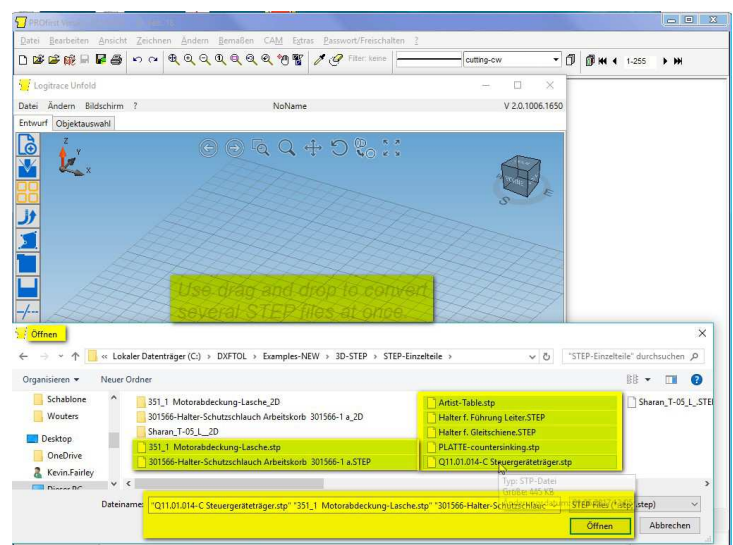 PROfirst
Datei Bearbeiten Ansicht Zeichnen Ändern Bemaßen CAM Extras Passwort/Freischalten ?
Filter: keine cutting-cw 1-255
Logitrace Unfold
Datei Ändern Bildschirm ? NoName V 2.0.1006.1650
Entwurf Objektauswahl
Z
Y
X
S
E
Use drag and drop to convert
several STEP files at once.
Öffnen
« Lokaler Datenträger (C:) > DXFTOL > Examples-NEW > 3D-STEP > STEP-Einzelteile > "STEP-Einzelteile" durchsuchen
Organisieren Neuer Ordner
Schablone
Wouters
Desktop
OneDrive
Kevin.Fairley
Dieser PC
351_1 Motorabdeckung-Lasche_2D
301566-Halter-Schutzschlauch Arbeitskorb 301566-1 a_2D
Sharan_T-05_L__2D
351_1 Motorabdeckung-Lasche.stp
301566-Halter-Schutzschlauch Arbeitskorb 301566-1 a.STEP
Artist-Table.stp
Halter f. Führung Leiter.STEP
Halter f. Gleitschiene.STEP
PLATTE-countersinking.stp
Q11.01.014-C Steuergeräteträger.stp
Sharan_T-05_L_.STE
Typ: STP-Datei
Größe: 445 KB
Dateiname: "Q11.01.014-C Steuergeräteträger.stp" "351_1 Motorabdeckung-Lasche.stp" "301566-Halter-Schutzschlauc STEP Files (*.stp;*.step)
Öffnen Abbrechen